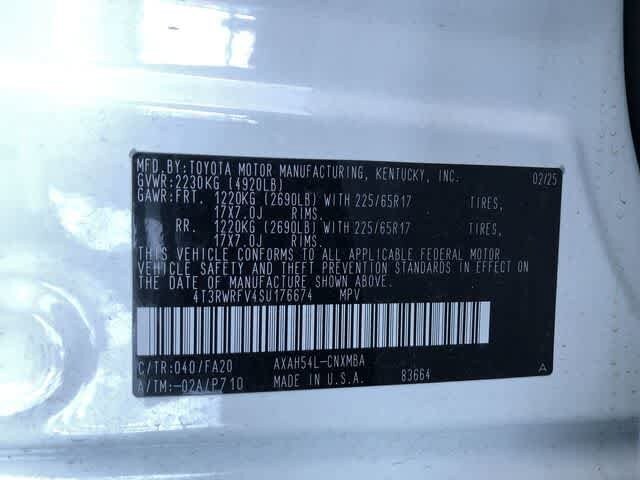 MFD.BY:TOYOTA MOTOR MANUFACTURING, KENTUCKY, INC. 02/25
GVWR:2230KG (4920LB)
GAWR:FRT. 1220KG (2690LB) WITH 225/65R17 TIRES,
17X7.0J RIMS.
RR. 1220KG (2690LB) WITH 225/65R17 TIRES,
17X7.0J RIMS.
THIS VEHICLE CONFORMS TO ALL APPLICABLE FEDERAL MOTOR
VEHICLE SAFETY AND THEFT PREVENTION STANDARDS IN EFFECT ON
THE DATE OF MANUFACTURE SHOWN ABOVE.
4T3RWRFV4SU176674 MPV
C/TR:040/FA20 AXAH54L-CNXMBA
A/TM:-02A/P710 MADE IN U.S.A. 83664 A